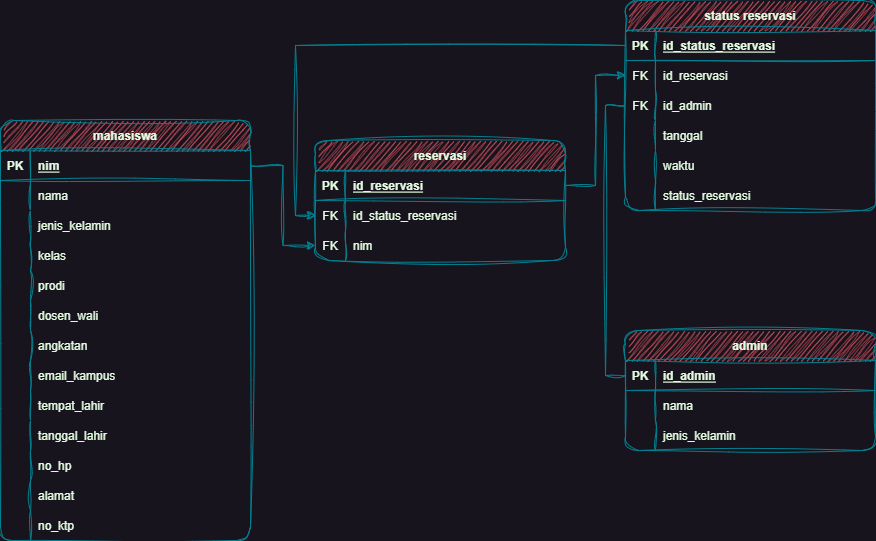 status reservasi
PK id_status_reservasi
FK id_reservasi
FK id_admin
tanggal
waktu
status_reservasi
mahasiswa
PK nim
nama
jenis_kelamin
kelas
prodi
dosen_wali
angkatan
email_kampus
tempat_lahir
tanggal_lahir
no_hp
alamat
no_ktp
reservasi
PK id_reservasi
FK id_status_reservasi
FK nim
admin
PK id_admin
nama
jenis_kelamin